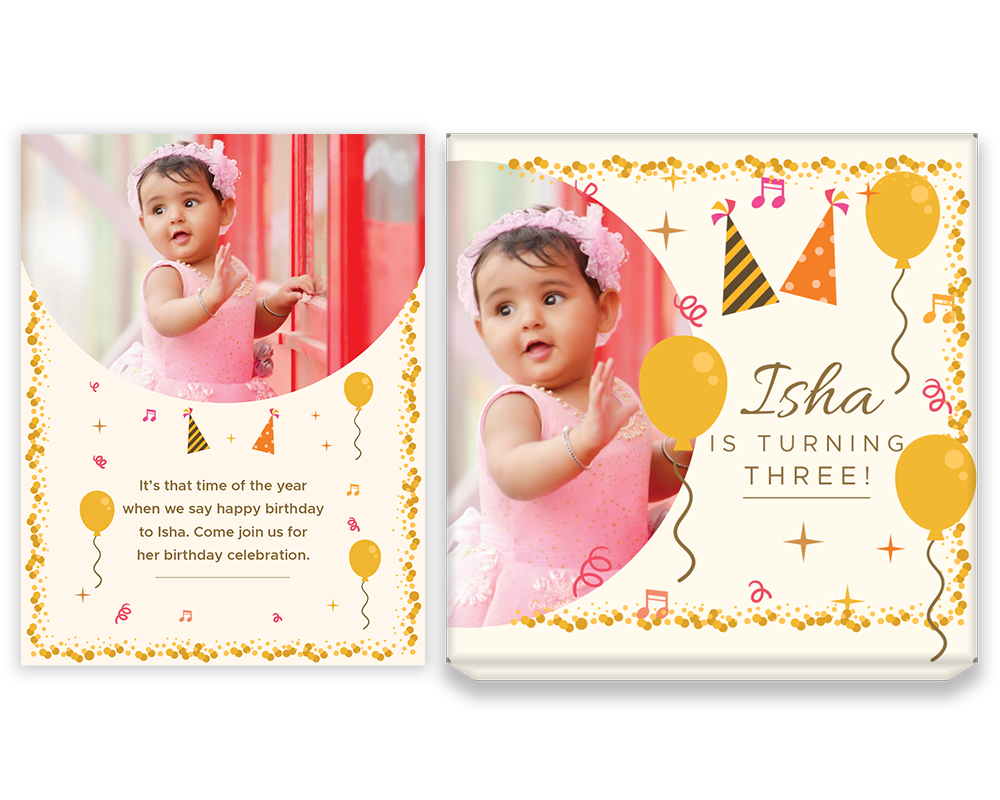 It's that time of the year
when we say happy birthday
to Isha. Come join us for
her birthday celebration.
Isha
IS TURNING
THREE!